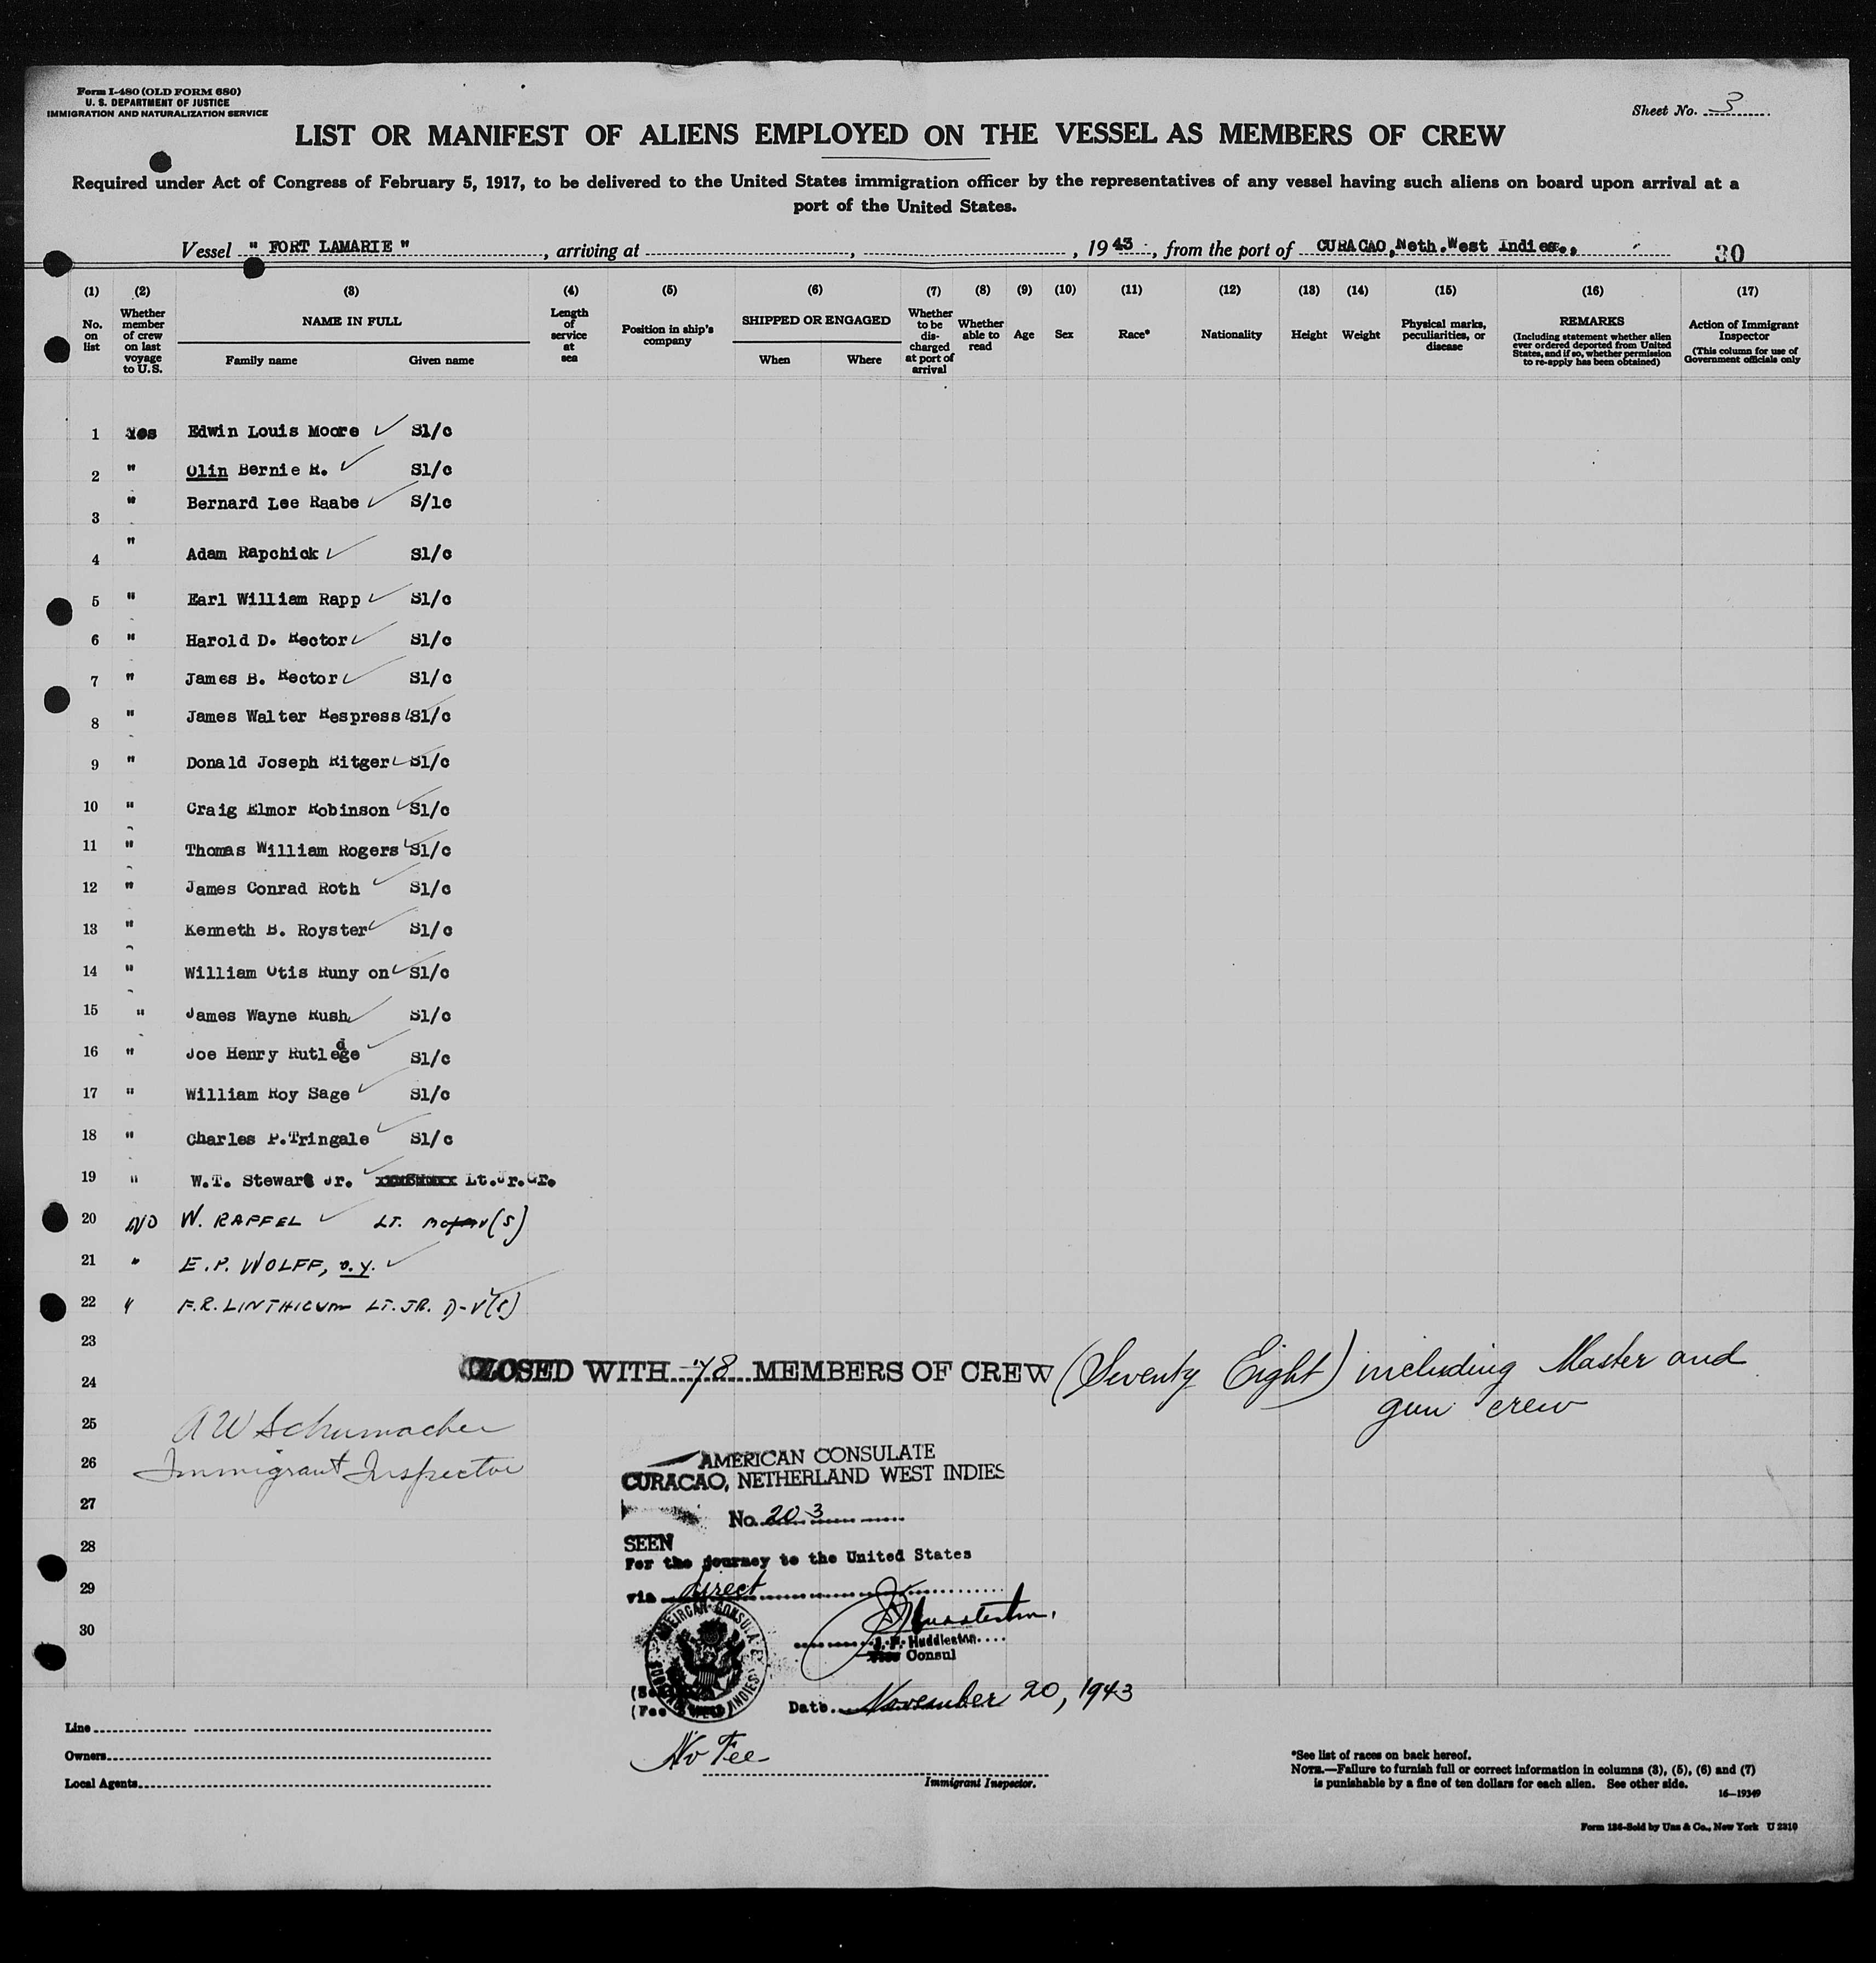 Form I-480 (OLD FORM 680)
U. S. DEPARTMENT OF JUSTICE
IMMIGRATION AND NATURALIZATION SERVICE
Sheet No. 3
LIST OR MANIFEST OF ALIENS EMPLOYED ON THE VESSEL AS MEMBERS OF CREW
Required under Act of Congress of February 5, 1917, to be delivered to the United States immigration officer by the representatives of any vessel having such aliens on board upon arrival at a
port of the United States.
Vessel " FORT LAMARIE ", arriving at , , 1943, from the port of CURACAO, Neth. West Indies., 30
(1) (2) (3) (4) (5) (6) (7) (8) (9) (10) (11) (12) (13) (14) (15) (16) (17)
No. on list
Whether member of crew on last voyage to U.S.
NAME IN FULL
Family name Given name
Length of service at sea
Position in ship's company
SHIPPED OR ENGAGED
When Where
Whether to be discharged at port of arrival
Whether able to read
Age
Sex
Race*
Nationality
Height
Weight
Physical marks, peculiarities, or disease
REMARKS
(Including statement whether alien ever ordered deported from United States, and if so, whether permission to re-apply has been obtained)
Action of Immigrant Inspector
(This column for use of Government officials only
1 Yes Edwin Louis Moore S1/c
2 " Olin Bernie R. S1/c
3 " Bernard Lee Raabe S/1c
4 " Adam Rapchick S1/c
5 " Earl William Rapp S1/c
6 " Harold D. Rector S1/c
7 " James B. Rector S1/c
8 " James Walter Respress S1/c
9 " Donald Joseph Ritger S1/c
10 " Craig Elmor Robinson S1/c
11 " Thomas William Rogers S1/c
12 " James Conrad Roth S1/c
13 " Kenneth B. Royster S1/c
14 " William Otis Runy on S1/c
15 " James Wayne Rush S1/c
16 " Joe Henry Rutledge S1/c
17 " William Roy Sage S1/c
18 " Charles P.Tringale S1/c
19 " W.T. Stewart Jr. Lt.Jr.Gr.
20 NO W. RAFFEL LT. V(S)
21 " E.P. WOLFF,
22 " F.R. LINTHICUM LT. JR. D-V(S)
23
24 CLOSED WITH 78 MEMBERS OF CREW (Seventy Eight) including Master and
gun crew
25 A W Schumacher
26 Immigrant Inspector
27
28
29
30
AMERICAN CONSULATE
CURACAO, NETHERLAND WEST INDIES
No. 203
SEEN
For the journey to the United States
via direct
J. F. Huddleston
Vice Consul
Date November 20, 1943
No Fee
Immigrant Inspector.
Line
Owners
Local Agents
*See list of races on back hereof.
NOTE.—Failure to furnish full or correct information in columns (3), (5), (6) and (7)
is punishable by a fine of ten dollars for each alien. See other side.
16—19349
Form 136-Sold by Unz & Co., New York U 2310